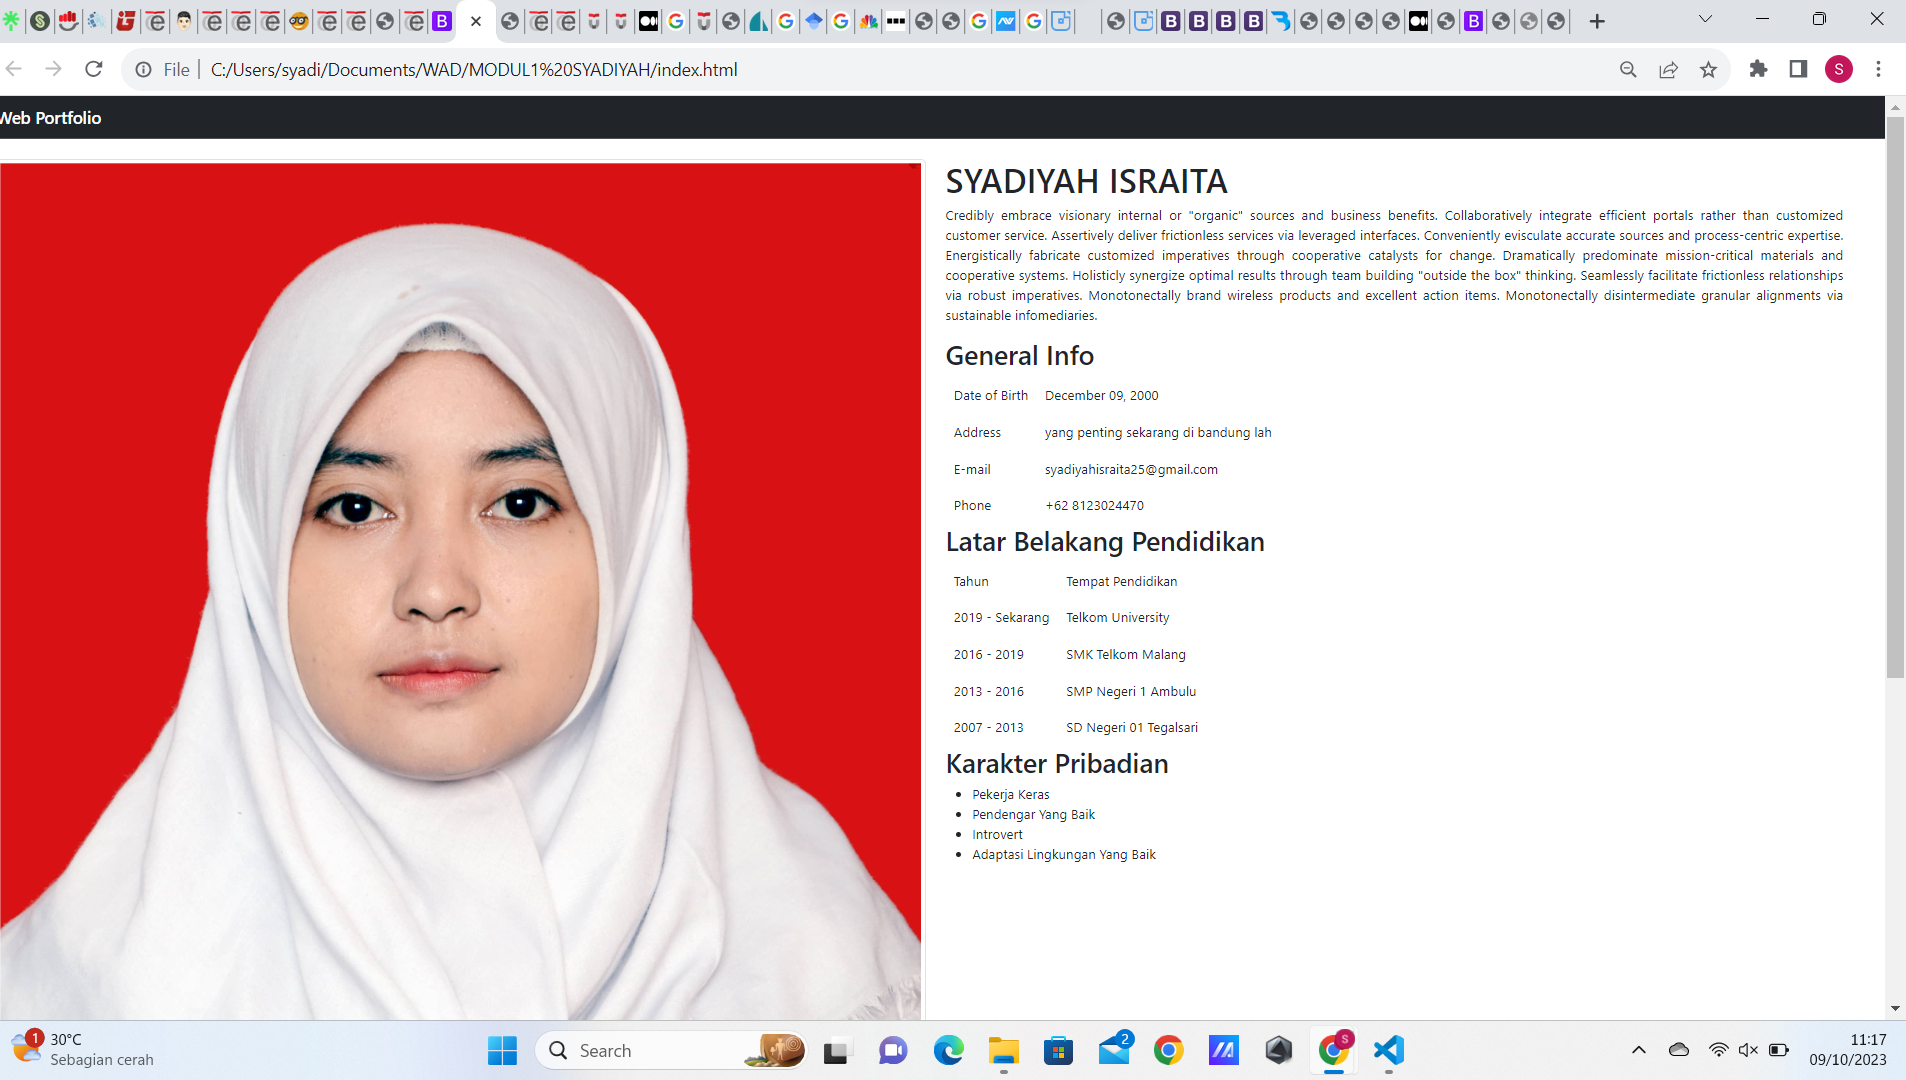 File
C:/Users/syadi/Documents/WAD/MODUL1%20SYADIYAH/index.html
S
Web Portfolio
SYADIYAH ISRAITA
Credibly embrace visionary internal or "organic" sources and business benefits. Collaboratively integrate efficient portals rather than customized
customer service. Assertively deliver frictionless services via leveraged interfaces. Conveniently evisculate accurate sources and process-centric expertise.
Energistically fabricate customized imperatives through cooperative catalysts for change. Dramatically predominate mission-critical materials and
cooperative systems. Holisticly synergize optimal results through team building "outside the box" thinking. Seamlessly facilitate frictionless relationships
via robust imperatives. Monotonectally brand wireless products and excellent action items. Monotonectally disintermediate granular alignments via
sustainable infomediaries.
General Info
Date of Birth December 09, 2000
Address yang penting sekarang di bandung lah
E-mail syadiyahisraita25@gmail.com
Phone +62 8123024470
Latar Belakang Pendidikan
Tahun Tempat Pendidikan
2019 - Sekarang Telkom University
2016 - 2019 SMK Telkom Malang
2013 - 2016 SMP Negeri 1 Ambulu
2007 - 2013 SD Negeri 01 Tegalsari
Karakter Pribadian
• Pekerja Keras
• Pendengar Yang Baik
• Introvert
• Adaptasi Lingkungan Yang Baik
1
30°C
Sebagian cerah
Search
2
S
11:17
09/10/2023